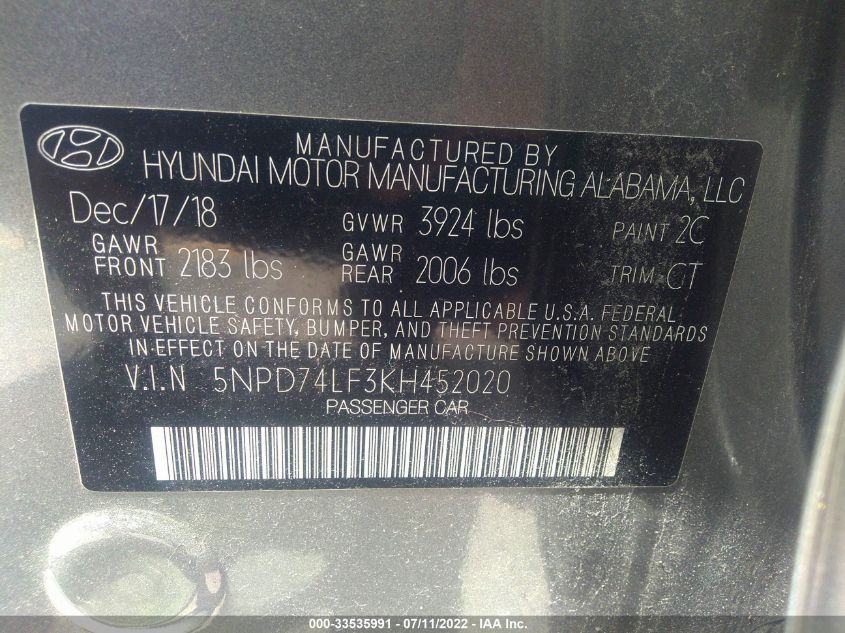 MANUFACTURED BY
HYUNDAI MOTOR MANUFACTURING ALABAMA, LLC
Dec/17/18 GVWR 3924 lbs PAINT 2C
GAWR FRONT 2183 lbs GAWR REAR 2006 lbs TRIM CT
THIS VEHICLE CONFORMS TO ALL APPLICABLE U.S.A. FEDERAL
MOTOR VEHICLE SAFETY, BUMPER, AND THEFT PREVENTION STANDARDS
IN EFFECT ON THE DATE OF MANUFACTURE SHOWN ABOVE
V.I.N 5NPD74LF3KH452020
PASSENGER CAR
000-33535991 - 07/11/2022 - IAA Inc.